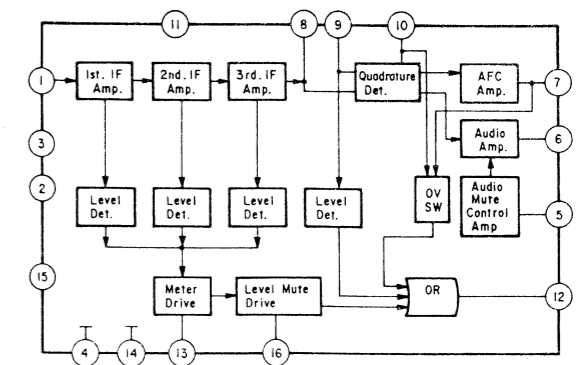 11
8
9
10
1
1st. IF
Amp.
2nd. IF
Amp.
3rd. IF
Amp.
Quadrature
Det.
AFC
Amp.
7
3
Audio
Amp.
6
2
Level
Det.
Level
Det.
Level
Det.
Level
Det.
OV
SW
Audio
Mute
Control
Amp
5
15
Meter
Drive
Level Mute
Drive
OR
12
4
14
13
16